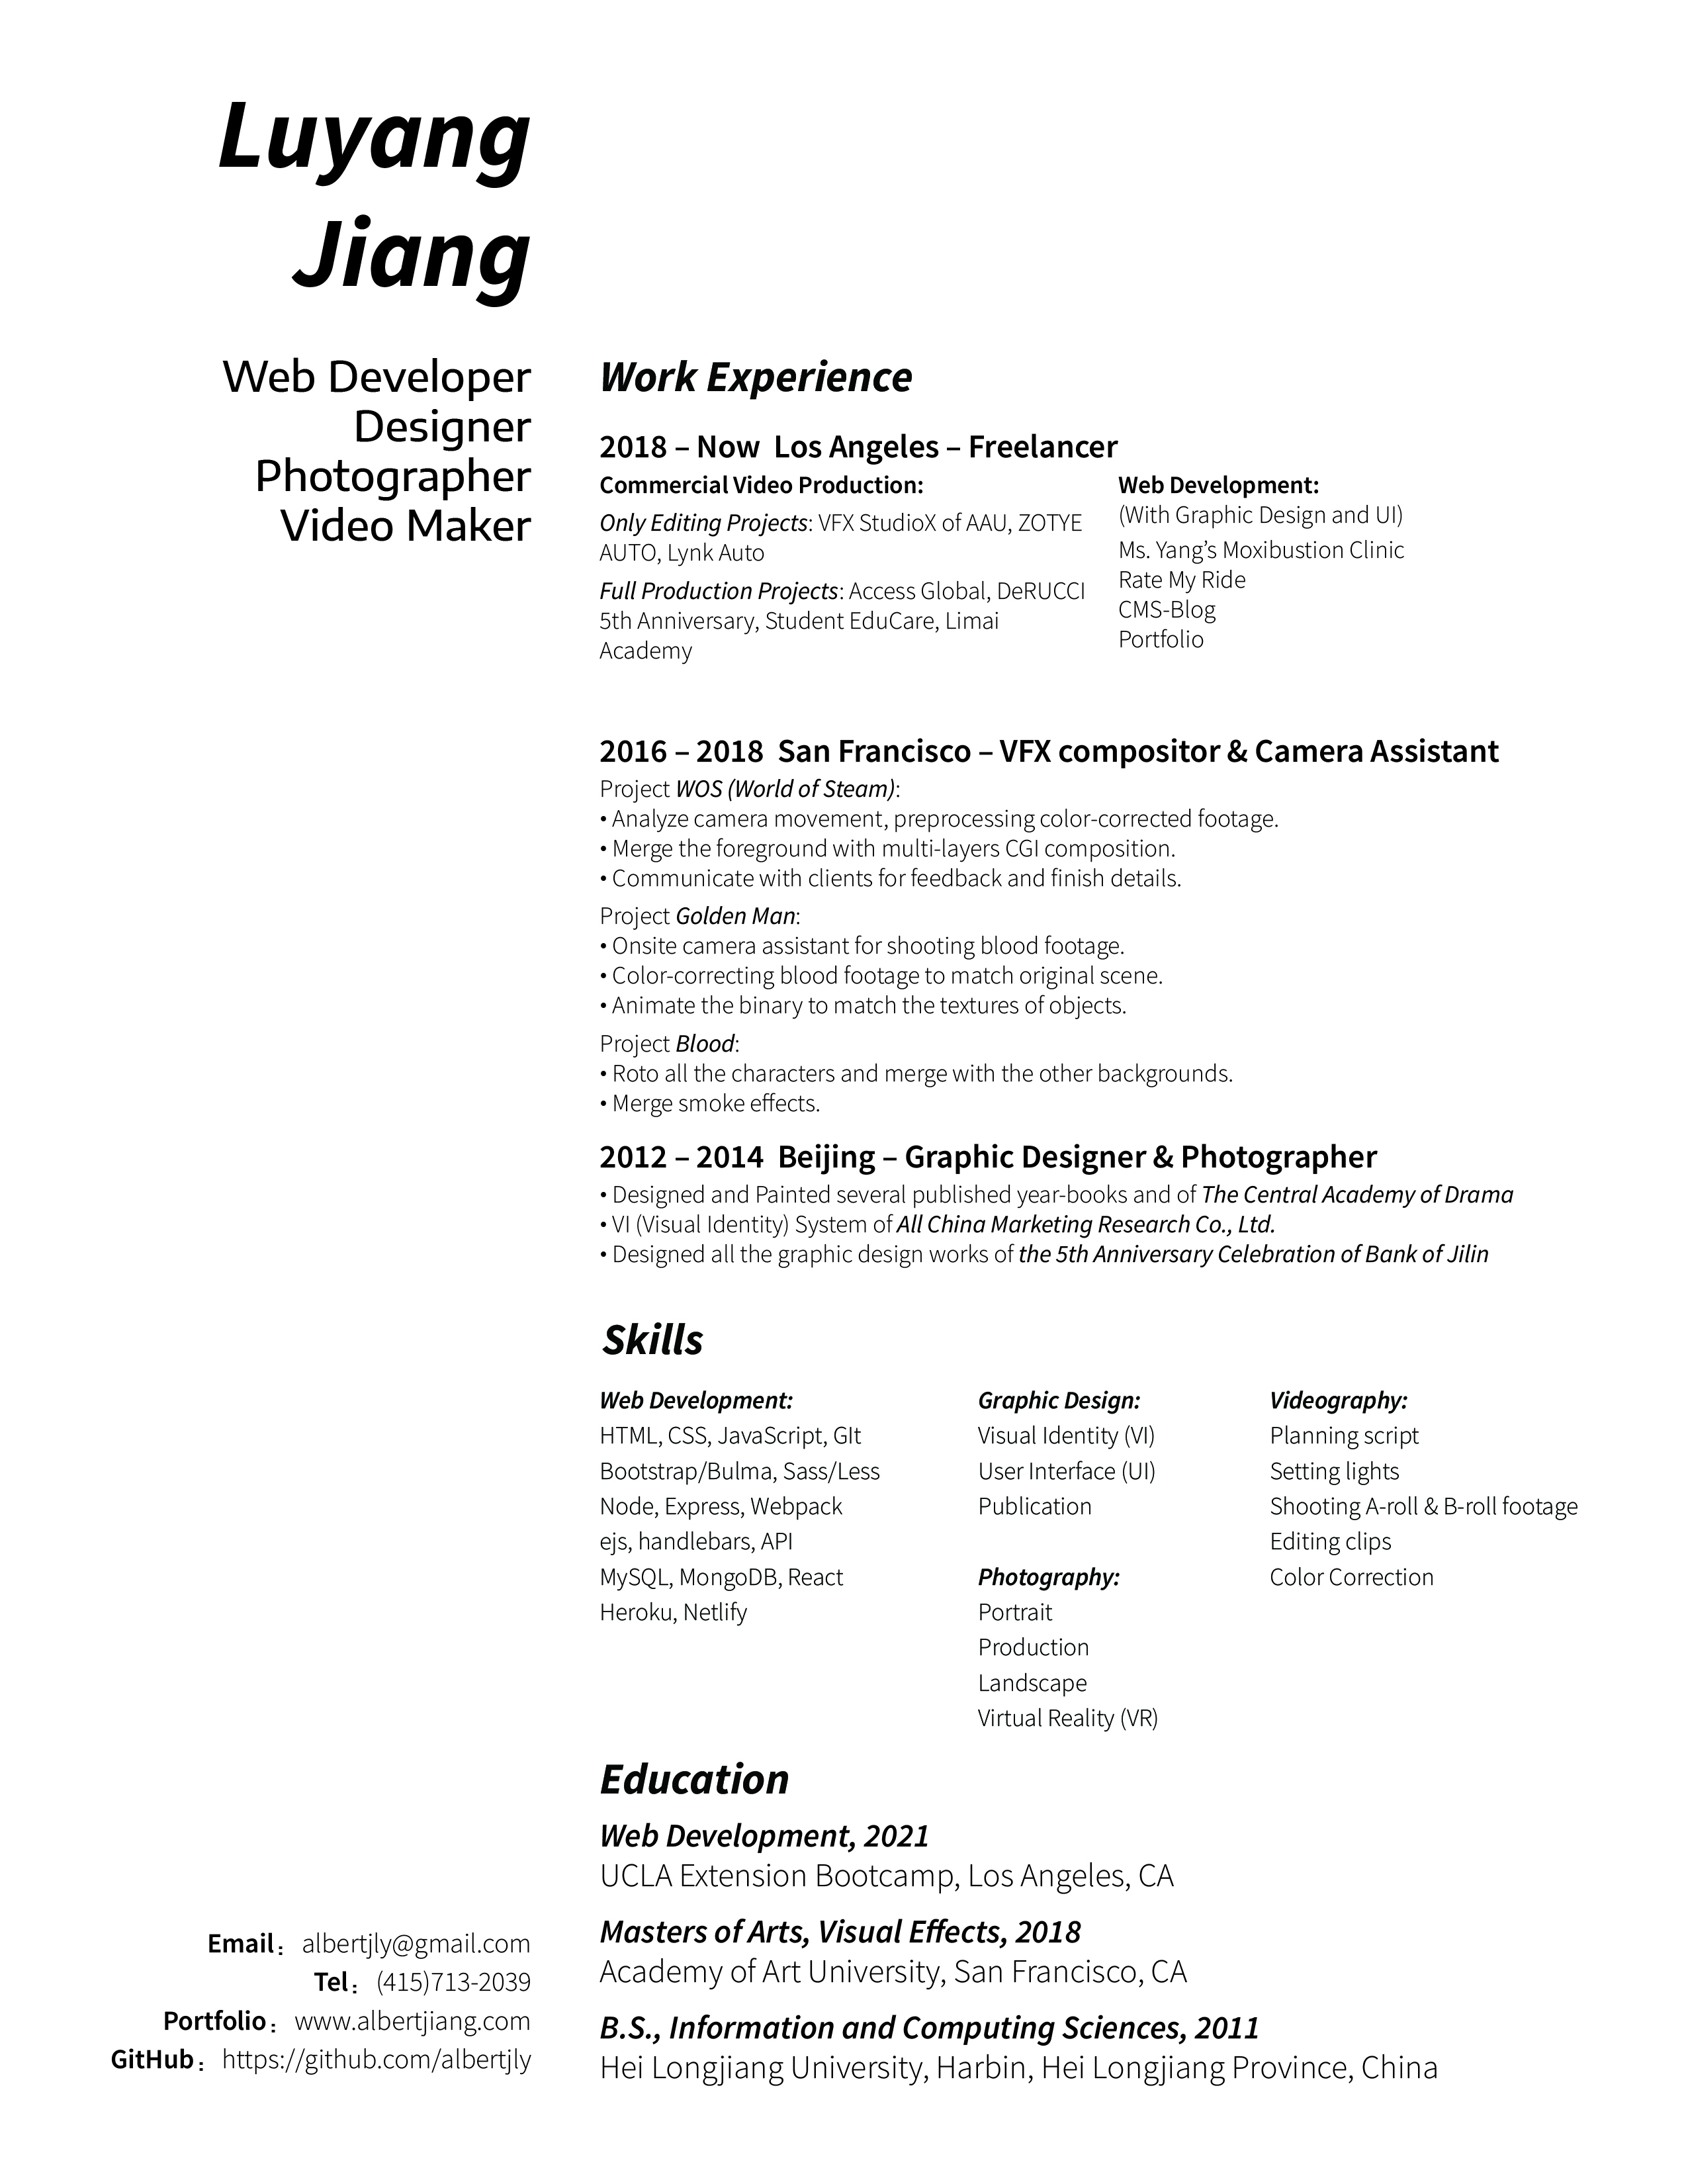 Luyang
Jiang
Web Developer
Designer
Photographer
Video Maker
Work Experience
2018 – Now  Los Angeles – Freelancer
Commercial Video Production:
Only Editing Projects: VFX StudioX of AAU, ZOTYE
AUTO, Lynk Auto
Full Production Projects: Access Global, DeRUCCI
5th Anniversary, Student EduCare, Limai
Academy
Web Development:
(With Graphic Design and UI)
Ms. Yang’s Moxibustion Clinic
Rate My Ride
CMS-Blog
Portfolio
2016 – 2018  San Francisco – VFX compositor & Camera Assistant
Project WOS (World of Steam):
• Analyze camera movement, preprocessing color-corrected footage.
• Merge the foreground with multi-layers CGI composition.
• Communicate with clients for feedback and finish details.
Project Golden Man:
• Onsite camera assistant for shooting blood footage.
• Color-correcting blood footage to match original scene.
• Animate the binary to match the textures of objects.
Project Blood:
• Roto all the characters and merge with the other backgrounds.
• Merge smoke effects.
2012 – 2014  Beijing – Graphic Designer & Photographer
• Designed and Painted several published year-books and of The Central Academy of Drama
• VI (Visual Identity) System of All China Marketing Research Co., Ltd.
• Designed all the graphic design works of the 5th Anniversary Celebration of Bank of Jilin
Skills
Web Development:
HTML, CSS, JavaScript, GIt
Bootstrap/Bulma, Sass/Less
Node, Express, Webpack
ejs, handlebars, API
MySQL, MongoDB, React
Heroku, Netlify
Graphic Design:
Visual Identity (VI)
User Interface (UI)
Publication
Photography:
Portrait
Production
Landscape
Virtual Reality (VR)
Videography:
Planning script
Setting lights
Shooting A-roll & B-roll footage
Editing clips
Color Correction
Education
Web Development, 2021
UCLA Extension Bootcamp, Los Angeles, CA
Masters of Arts, Visual Effects, 2018
Academy of Art University, San Francisco, CA
B.S., Information and Computing Sciences, 2011
Hei Longjiang University, Harbin, Hei Longjiang Province, China
Email：albertjly@gmail.com
Tel：(415)713-2039
Portfolio：www.albertjiang.com
GitHub：https://github.com/albertjly